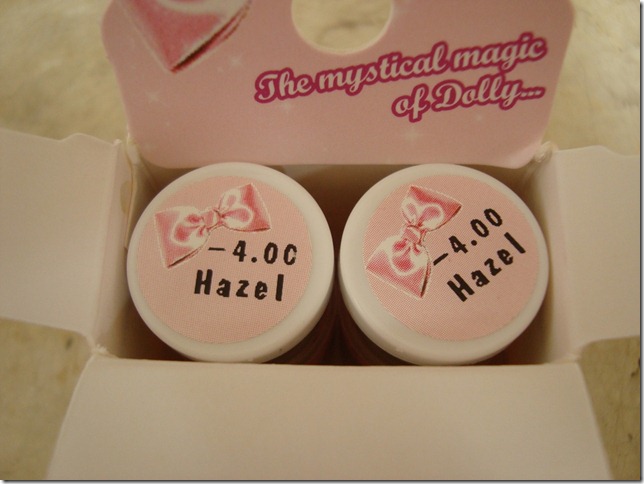 The mystical magic
of Dolly...
-4.00
Hazel
-4.00
Hazel